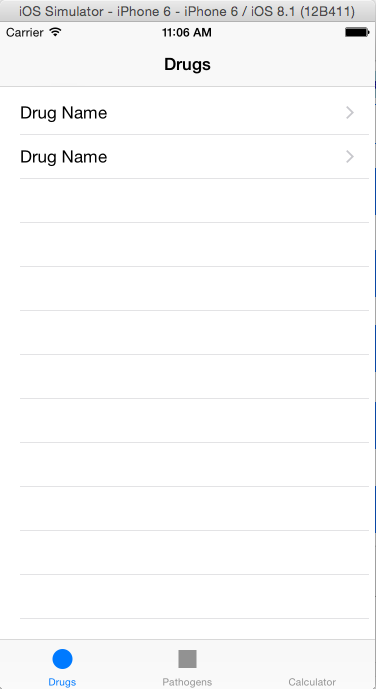 iOS Simulator - iPhone 6 - iPhone 6 / iOS 8.1 (12B411)
Carrier 11:06 AM
Drugs
Drug Name
Drug Name
Drugs Pathogens Calculator